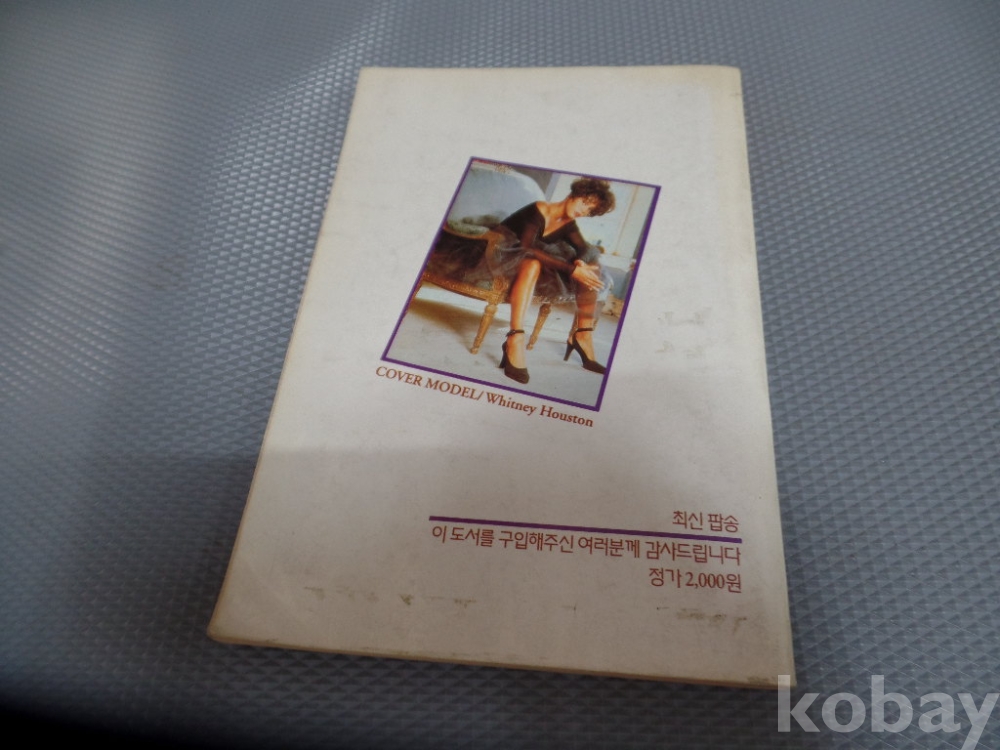 COVER MODEL/ Whitney Houston
최신 팝송
이 도서를 구입해주신 여러분께 감사드립니다
정가 2,000원
kobay